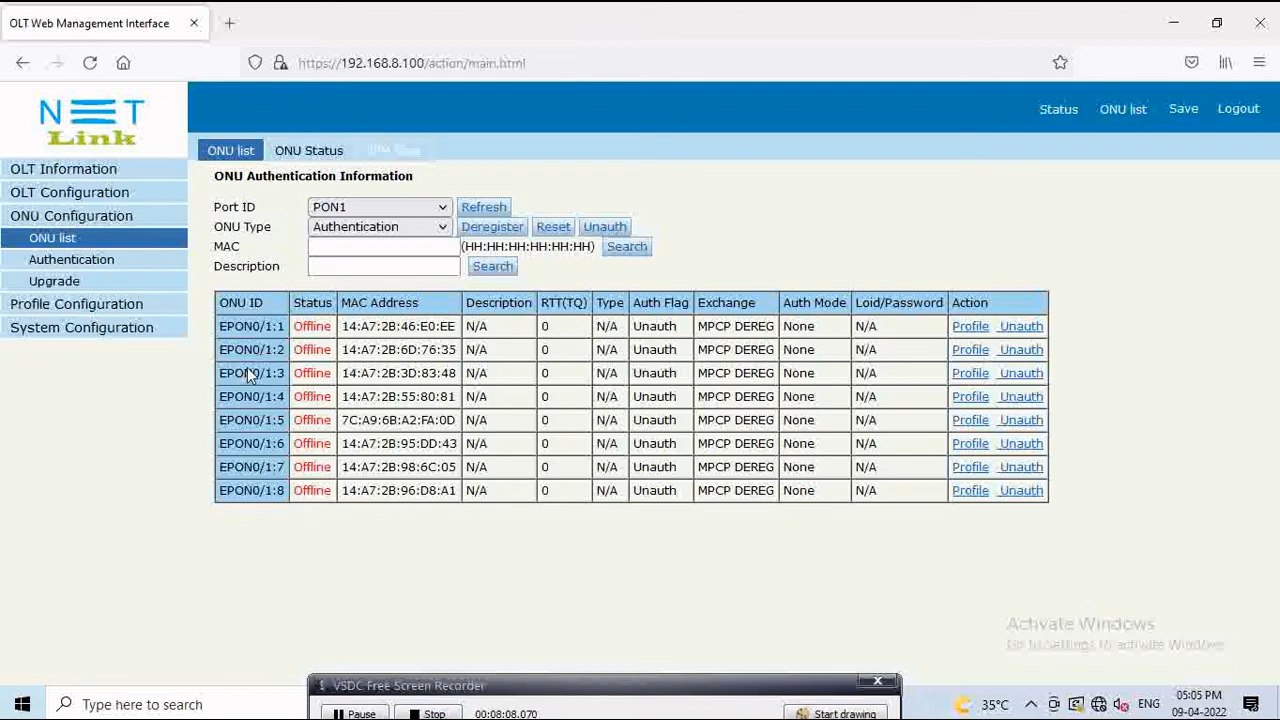 OLT Web Management Interface
https://192.168.8.100/action/main.html
NET
Link
Status ONU list Save Logout
ONU list ONU Status
OLT Information
OLT Configuration
ONU Configuration
ONU list
Authentication
Upgrade
Profile Configuration
System Configuration
ONU Authentication Information
Port ID PON1 Refresh
ONU Type Authentication Deregister Reset Unauth
MAC (HH:HH:HH:HH:HH:HH) Search
Description Search
ONU ID Status MAC Address Description RTT(TQ) Type Auth Flag Exchange Auth Mode Loid/Password Action
EPON0/1:1 Offline 14:A7:2B:46:E0:EE N/A 0 N/A Unauth MPCP DEREG None N/A Profile Unauth
EPON0/1:2 Offline 14:A7:2B:6D:76:35 N/A 0 N/A Unauth MPCP DEREG None N/A Profile Unauth
EPON0/1:3 Offline 14:A7:2B:3D:83:48 N/A 0 N/A Unauth MPCP DEREG None N/A Profile Unauth
EPON0/1:4 Offline 14:A7:2B:55:80:81 N/A 0 N/A Unauth MPCP DEREG None N/A Profile Unauth
EPON0/1:5 Offline 7C:A9:6B:A2:FA:0D N/A 0 N/A Unauth MPCP DEREG None N/A Profile Unauth
EPON0/1:6 Offline 14:A7:2B:95:DD:43 N/A 0 N/A Unauth MPCP DEREG None N/A Profile Unauth
EPON0/1:7 Offline 14:A7:2B:98:6C:05 N/A 0 N/A Unauth MPCP DEREG None N/A Profile Unauth
EPON0/1:8 Offline 14:A7:2B:96:D8:A1 N/A 0 N/A Unauth MPCP DEREG None N/A Profile Unauth
Activate Windows
Go to Settings to activate Windows.
VSDC Free Screen Recorder
Pause Stop 00:08:08.070 Start drawing
Type here to search
35°C ENG 05:05 PM
09-04-2022